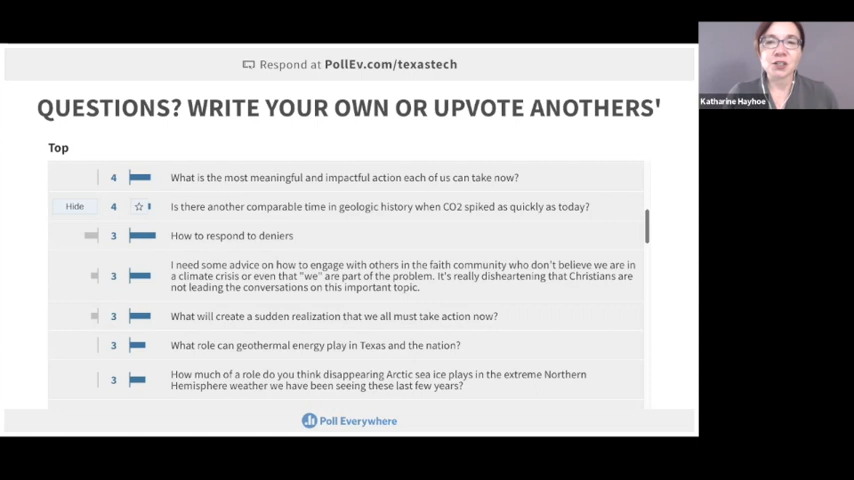 Respond at PollEv.com/texastech
Katharine Hayhoe
QUESTIONS? WRITE YOUR OWN OR UPVOTE ANOTHERS'
Top
4 What is the most meaningful and impactful action each of us can take now?
Hide 4 Is there another comparable time in geologic history when CO2 spiked as quickly as today?
3 How to respond to deniers
I need some advice on how to engage with others in the faith community who don't believe we are in
3 a climate crisis or even that "we" are part of the problem. It's really disheartening that Christians are
not leading the conversations on this important topic.
3 What will create a sudden realization that we all must take action now?
3 What role can geothermal energy play in Texas and the nation?
3 How much of a role do you think disappearing Arctic sea ice plays in the extreme Northern
Hemisphere weather we have been seeing these last few years?
Poll Everywhere